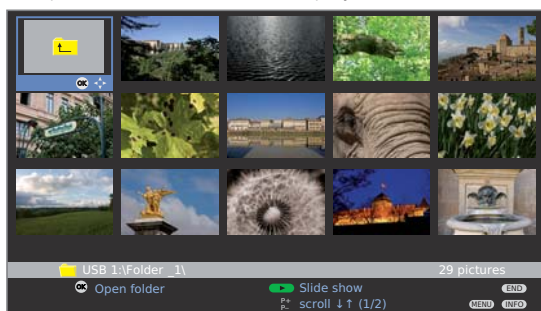 OK
USB 1:\Folder _1\ 29 pictures
OK Open folder Slide show END
P+ P- scroll ↓↑ (1/2) MENU INFO